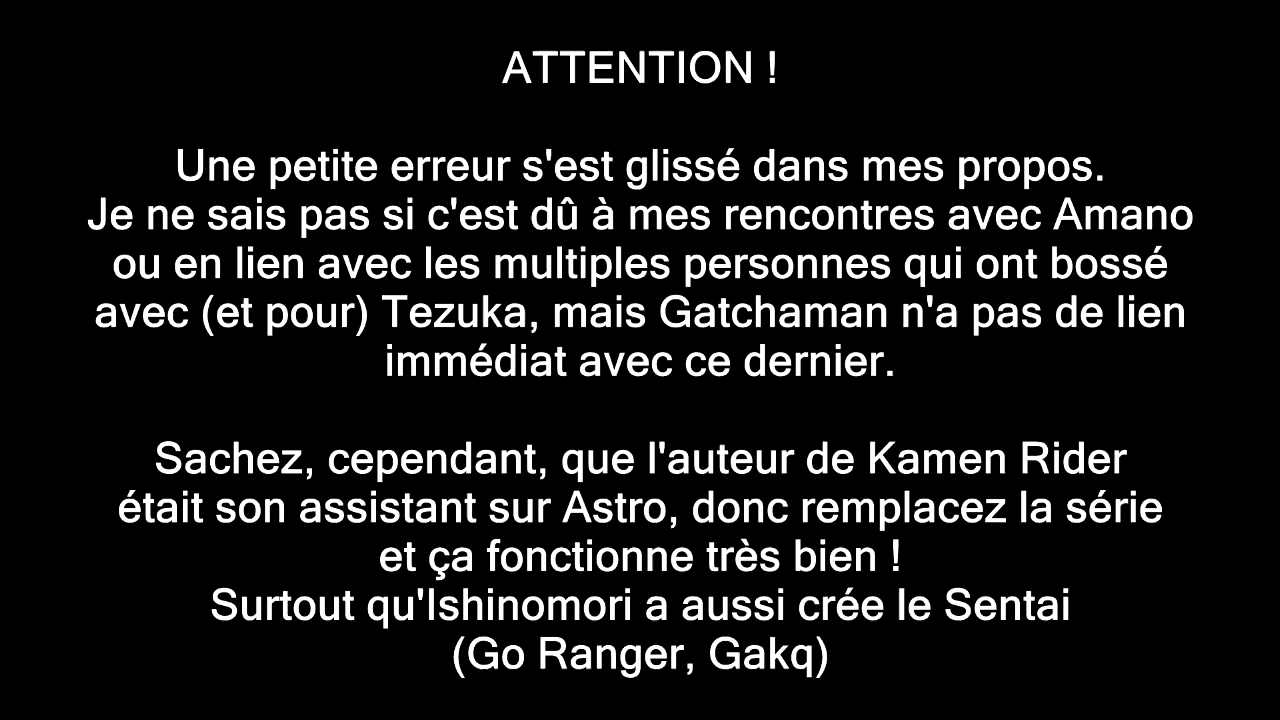 ATTENTION !
Une petite erreur s'est glissé dans mes propos.
Je ne sais pas si c'est dû à mes rencontres avec Amano
ou en lien avec les multiples personnes qui ont bossé
avec (et pour) Tezuka, mais Gatchaman n'a pas de lien
immédiat avec ce dernier.
Sachez, cependant, que l'auteur de Kamen Rider
était son assistant sur Astro, donc remplacez la série
et ça fonctionne très bien !
Surtout qu'Ishinomori a aussi crée le Sentai
(Go Ranger, Gakq)